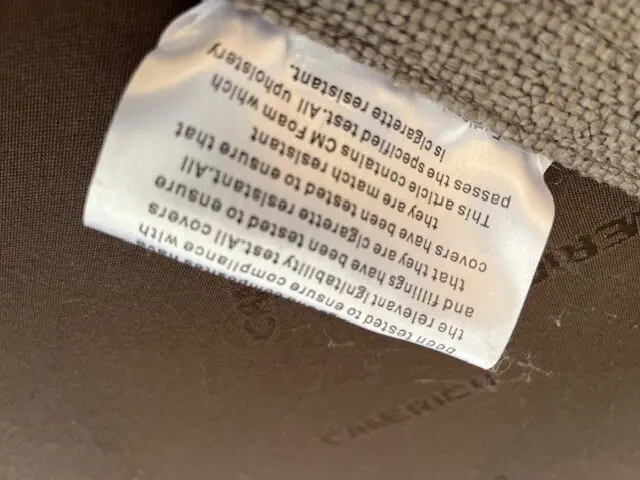 been tested to ensure compliance with
the relevant ignitability test.All covers
and fillings have been tested to ensure
that they are cigarette resistant.All
covers have been tested to ensure that
they are match resistant
This article contains CM Foam which
passes the specified test.All upholstery
is cigarette resistant.
CMERICH
MERIC